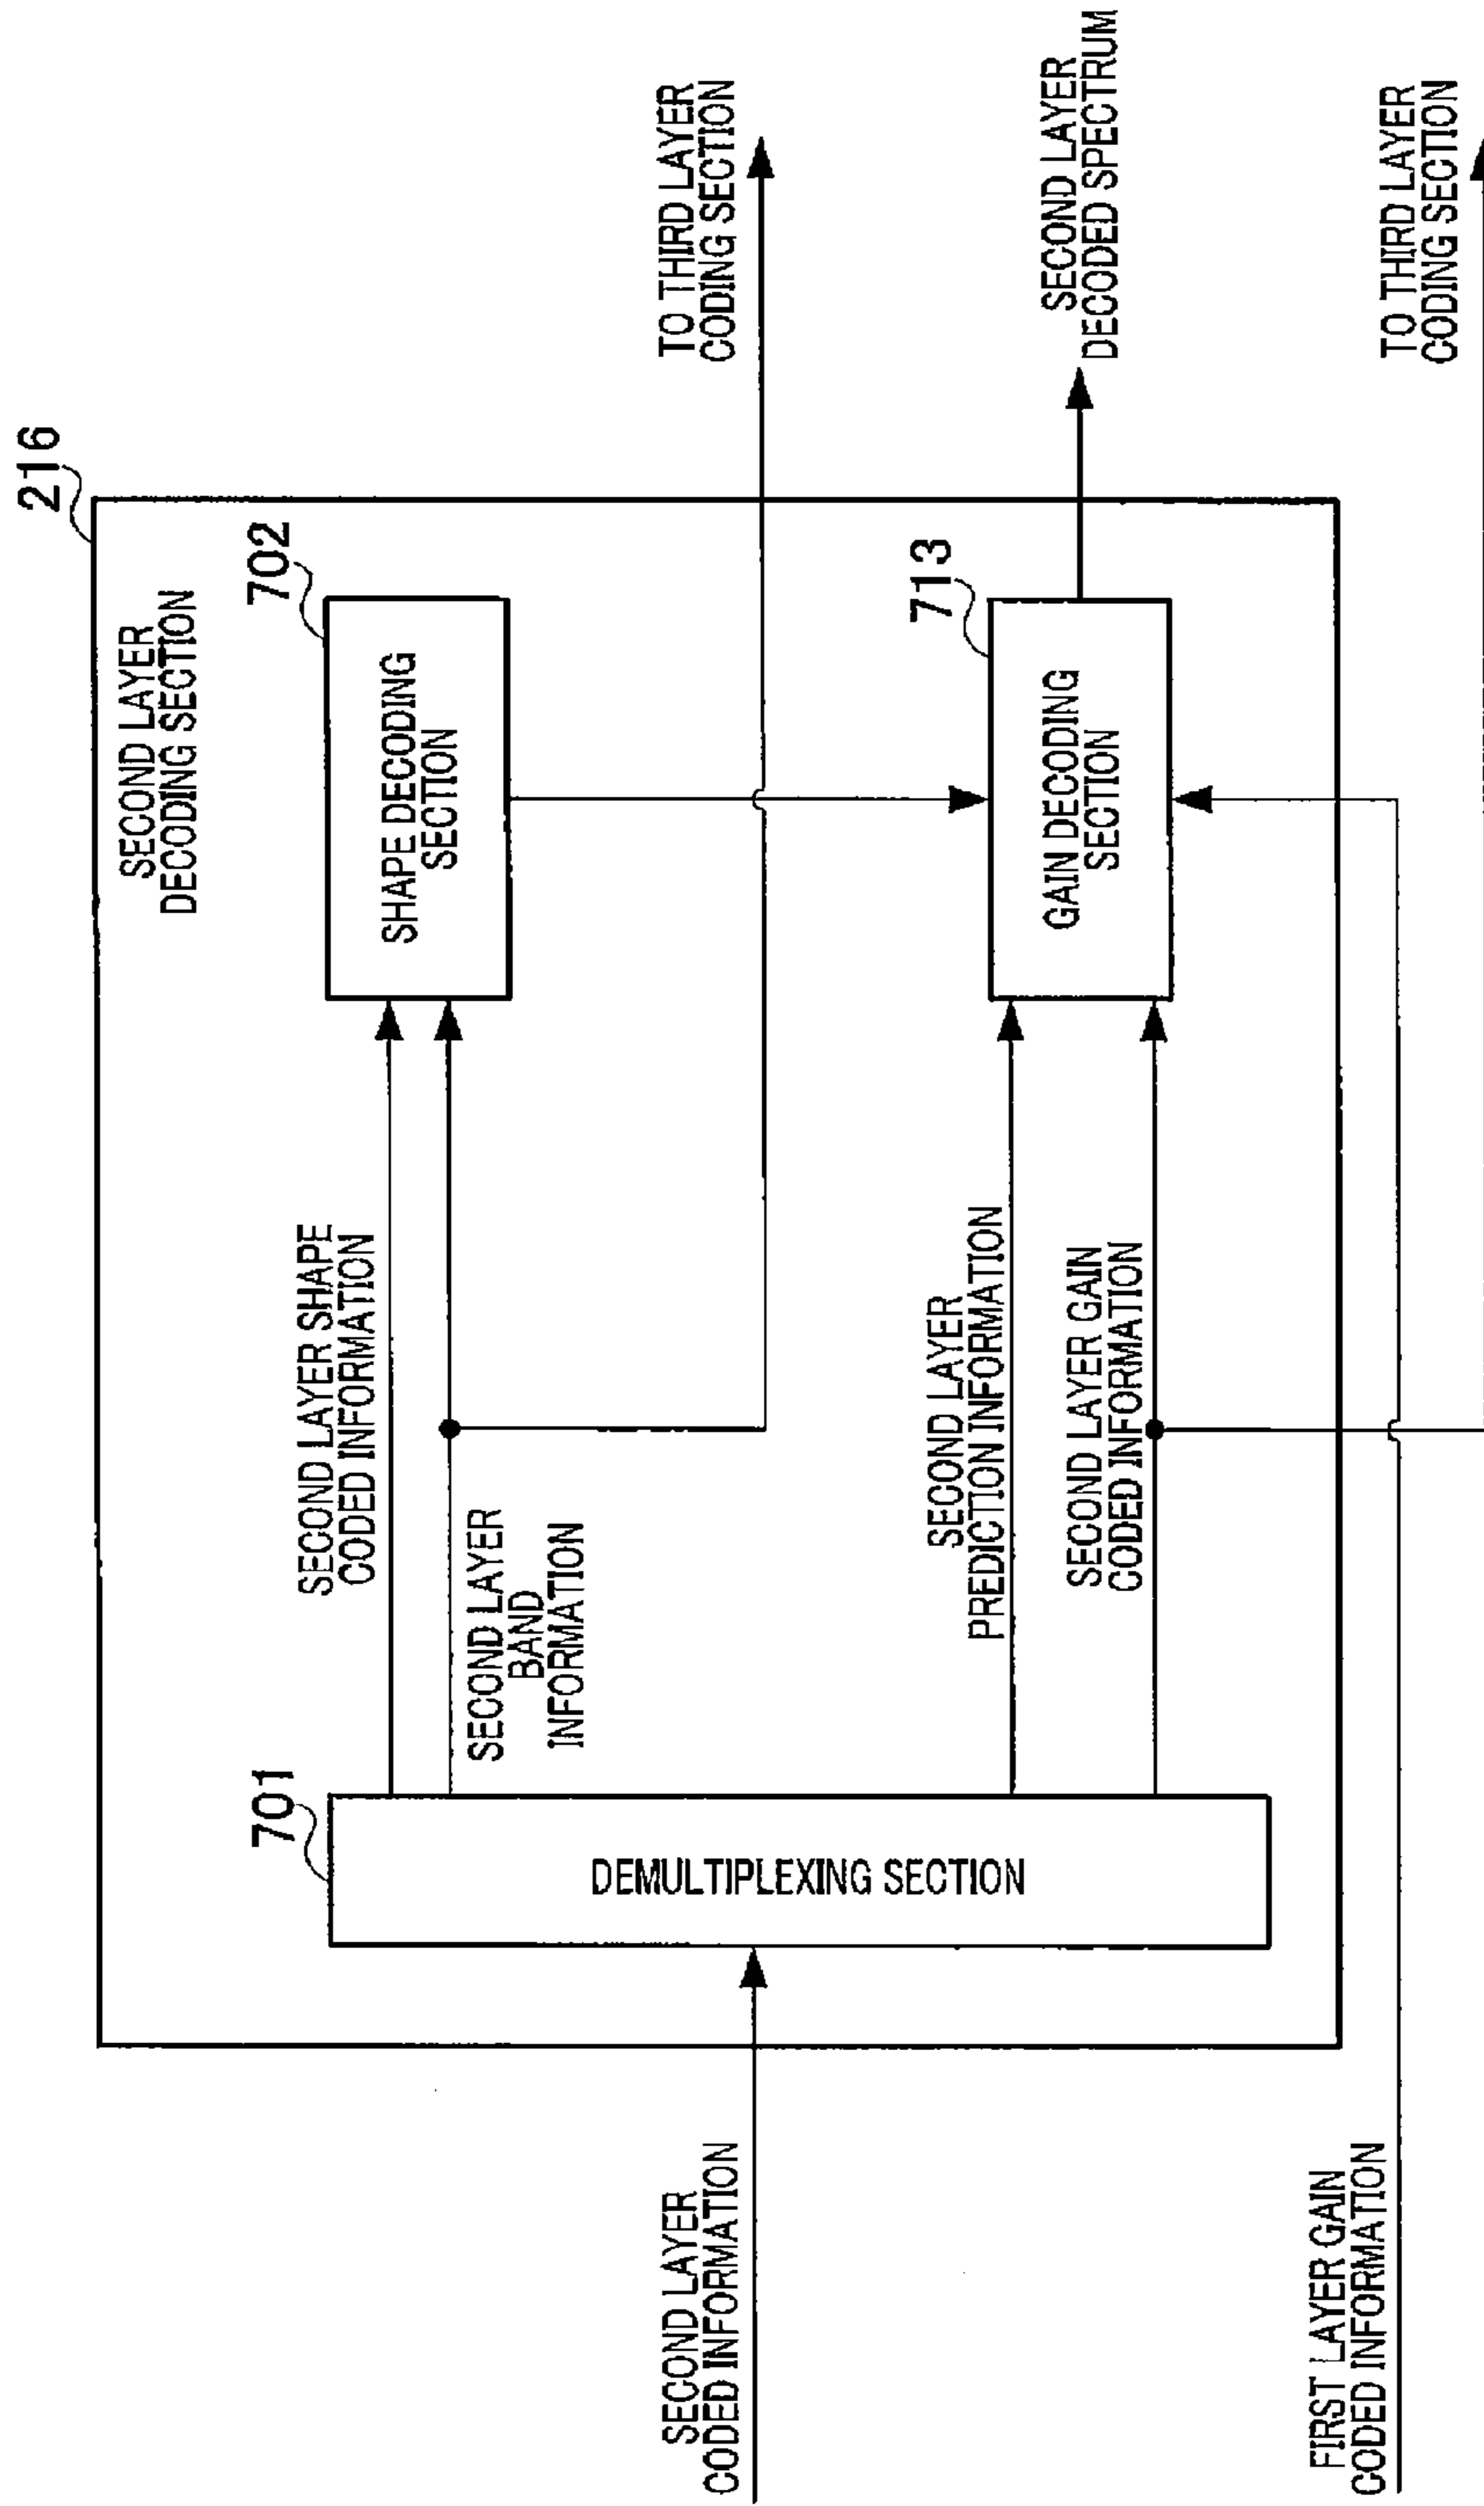 216
SECOND LAYER
DECODING SECTION
701
702
SECOND LAYER SHAPE
CODED INFORMATION
SHAPE DECODING
SECTION
SECOND LAYER
BAND
INFORMATION
SECOND LAYER
CODED INFORMATION
DEMULTIPLEXING SECTION
TO THIRD LAYER
CODING SECTION
713
SECOND LAYER
PREDICTION INFORMATION
GAIN DECODING
SECTION
SECOND LAYER
DECODED SPECTRUM
SECOND LAYER GAIN
CODED INFORMATION
FIRST LAYER GAIN
CODED INFORMATION
TO THIRD LAYER
CODING SECTION